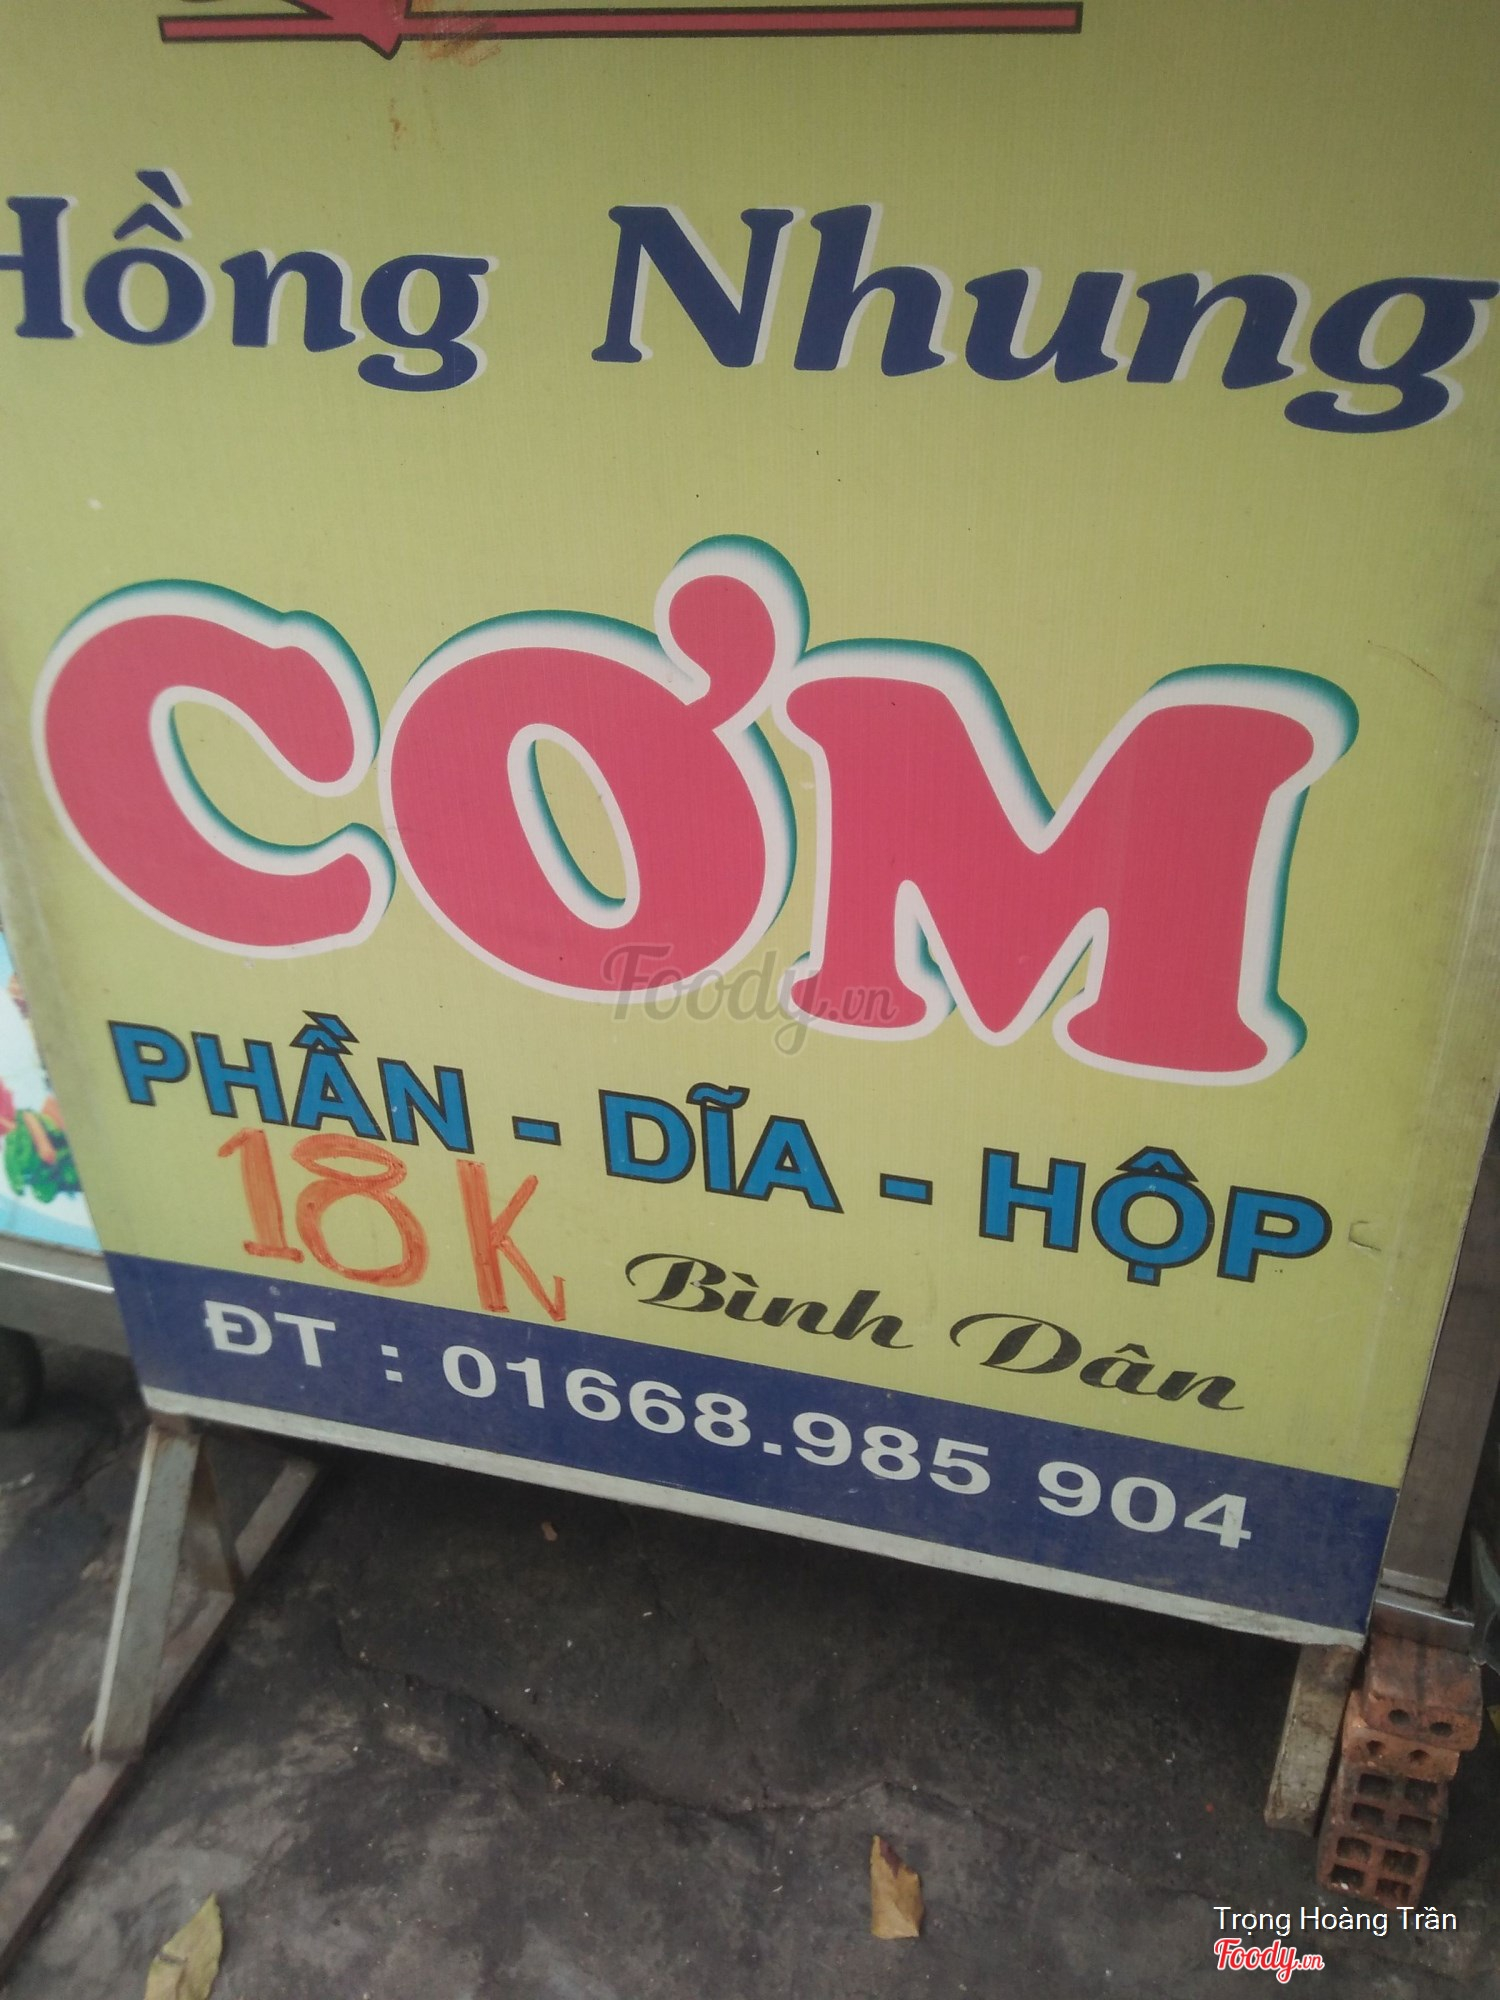 Hồng Nhung
CƠM
PHẦN - DĨA - HỘP
18K
Bình Dân
ĐT : 01668.985 904
Foody.vn
Trọng Hoàng Trần
Foody.vn